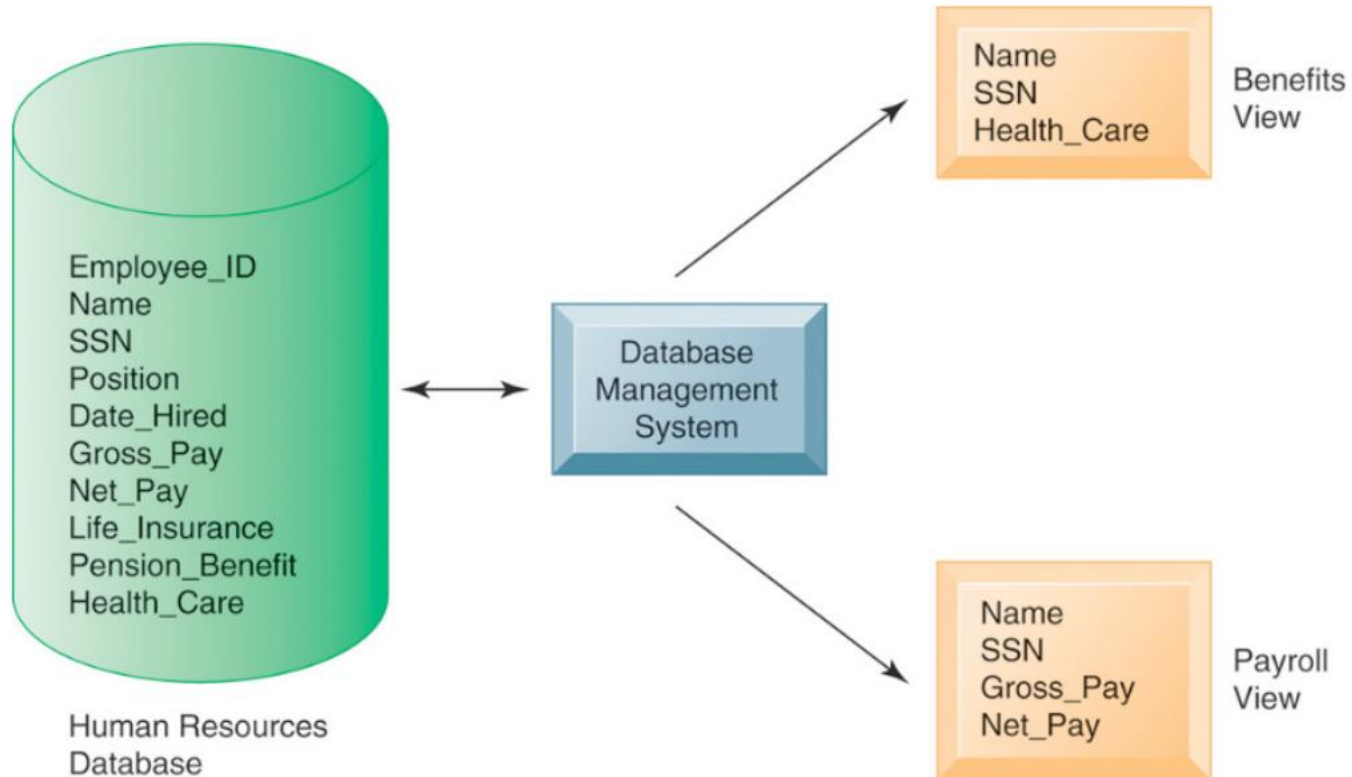 Employee_ID
Name
SSN
Position
Date_Hired
Gross_Pay
Net_Pay
Life_Insurance
Pension_Benefit
Health_Care
Human Resources
Database
Database
Management
System
Name
SSN
Health_Care
Benefits
View
Name
SSN
Gross_Pay
Net_Pay
Payroll
View